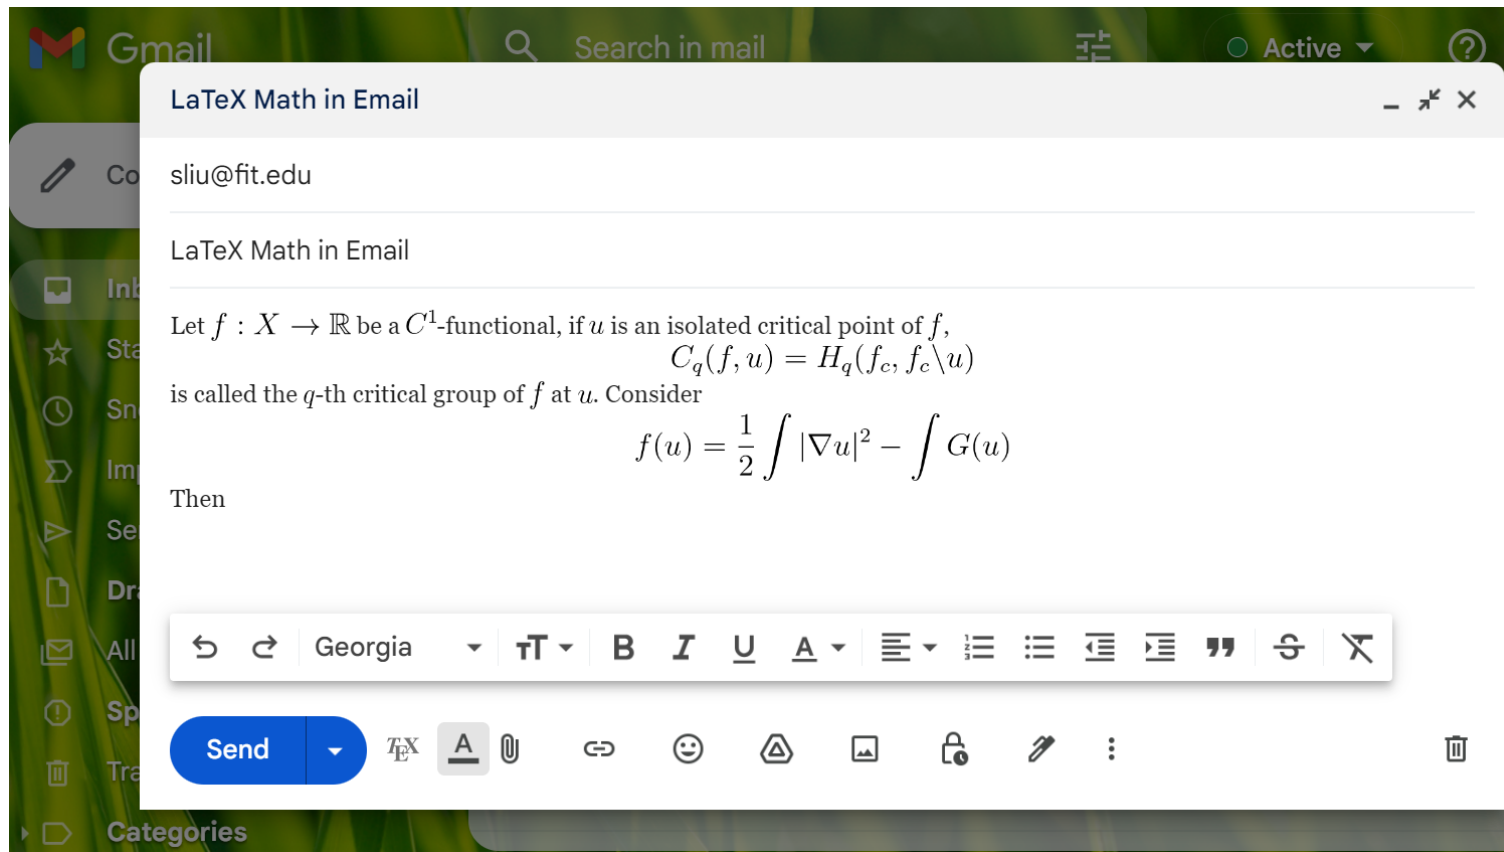 Gmail
Search in mail
Active
LaTeX Math in Email
Co
sliu@fit.edu
LaTeX Math in Email
Inb
Let f : X → ℝ be a C¹-functional, if u is an isolated critical point of f,
Sta
C_q(f, u) = H_q(f_c, f_c\u)
is called the q-th critical group of f at u. Consider
Sn
f(u) = 1/2 ∫ |∇u|² − ∫ G(u)
Im
Then
Se
Dra
All
Georgia
B I U A
Sp
Send
TEX A
Tra
Categories